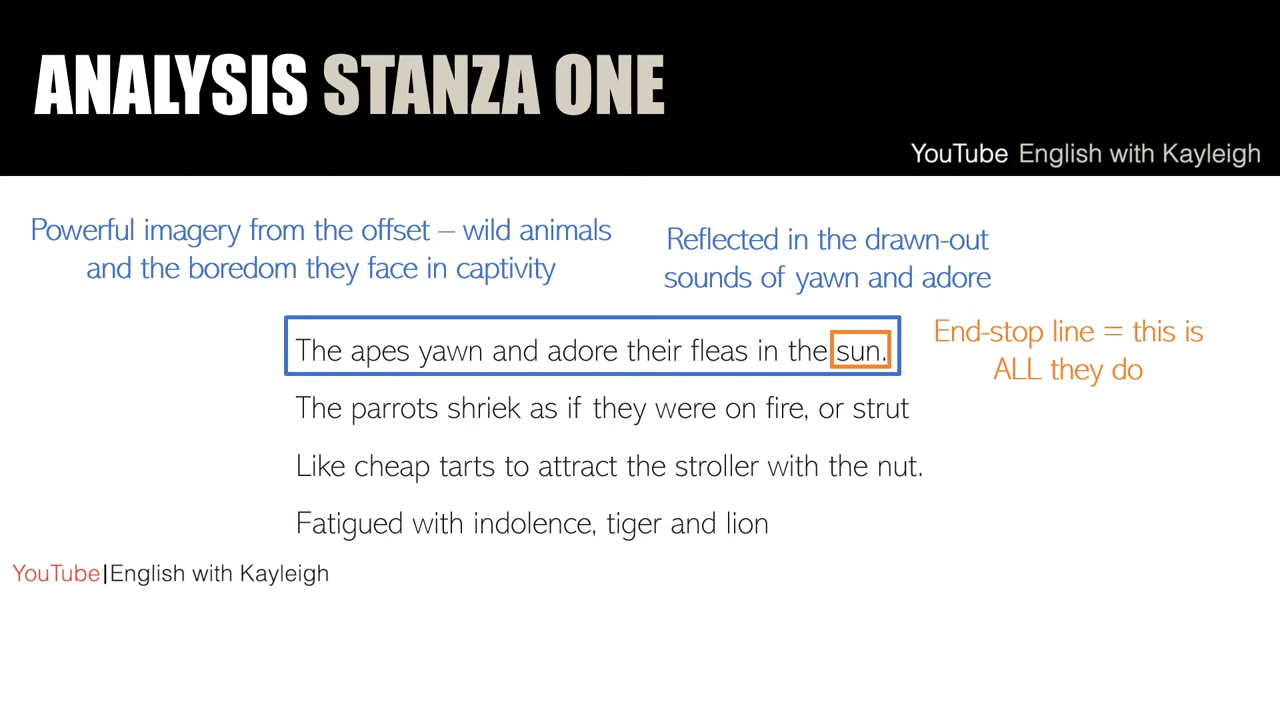 ANALYSIS STANZA ONE
YouTube English with Kayleigh
Powerful imagery from the offset – wild animals
and the boredom they face in captivity
Reflected in the drawn-out
sounds of yawn and adore
The apes yawn and adore their fleas in the sun.
End-stop line = this is
ALL they do
The parrots shriek as if they were on fire, or strut
Like cheap tarts to attract the stroller with the nut.
Fatigued with indolence, tiger and lion
YouTube|English with Kayleigh